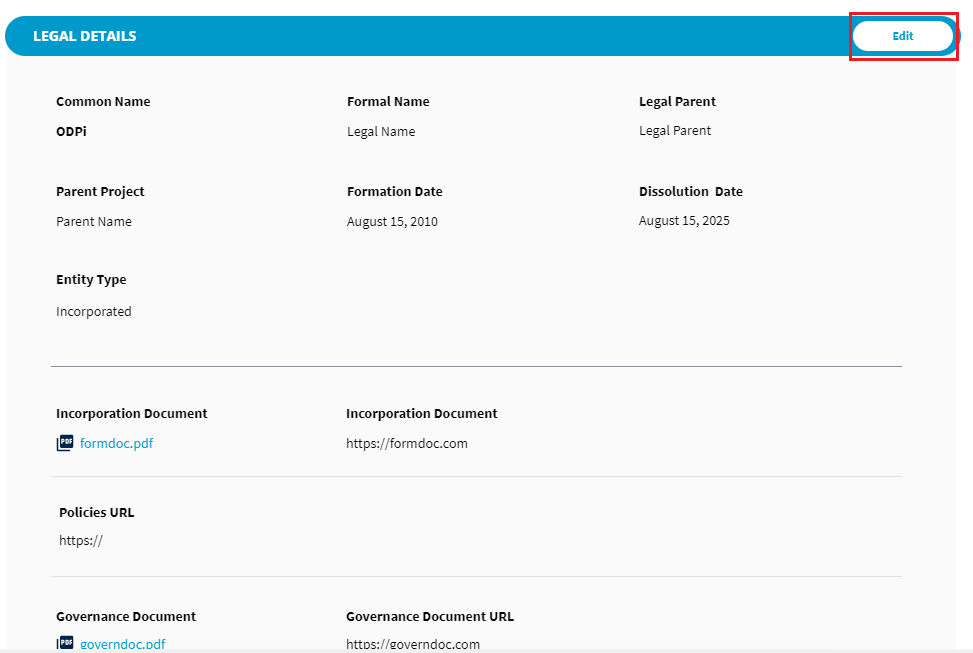 LEGAL DETAILS Edit
Common Name Formal Name Legal Parent
ODPi Legal Name Legal Parent
Parent Project Formation Date Dissolution Date
Parent Name August 15, 2010 August 15, 2025
Entity Type
Incorporated
Incorporation Document Incorporation Document
PDF formdoc.pdf https://formdoc.com
Policies URL
https://
Governance Document Governance Document URL
PDF governdoc.pdf https://governdoc.com